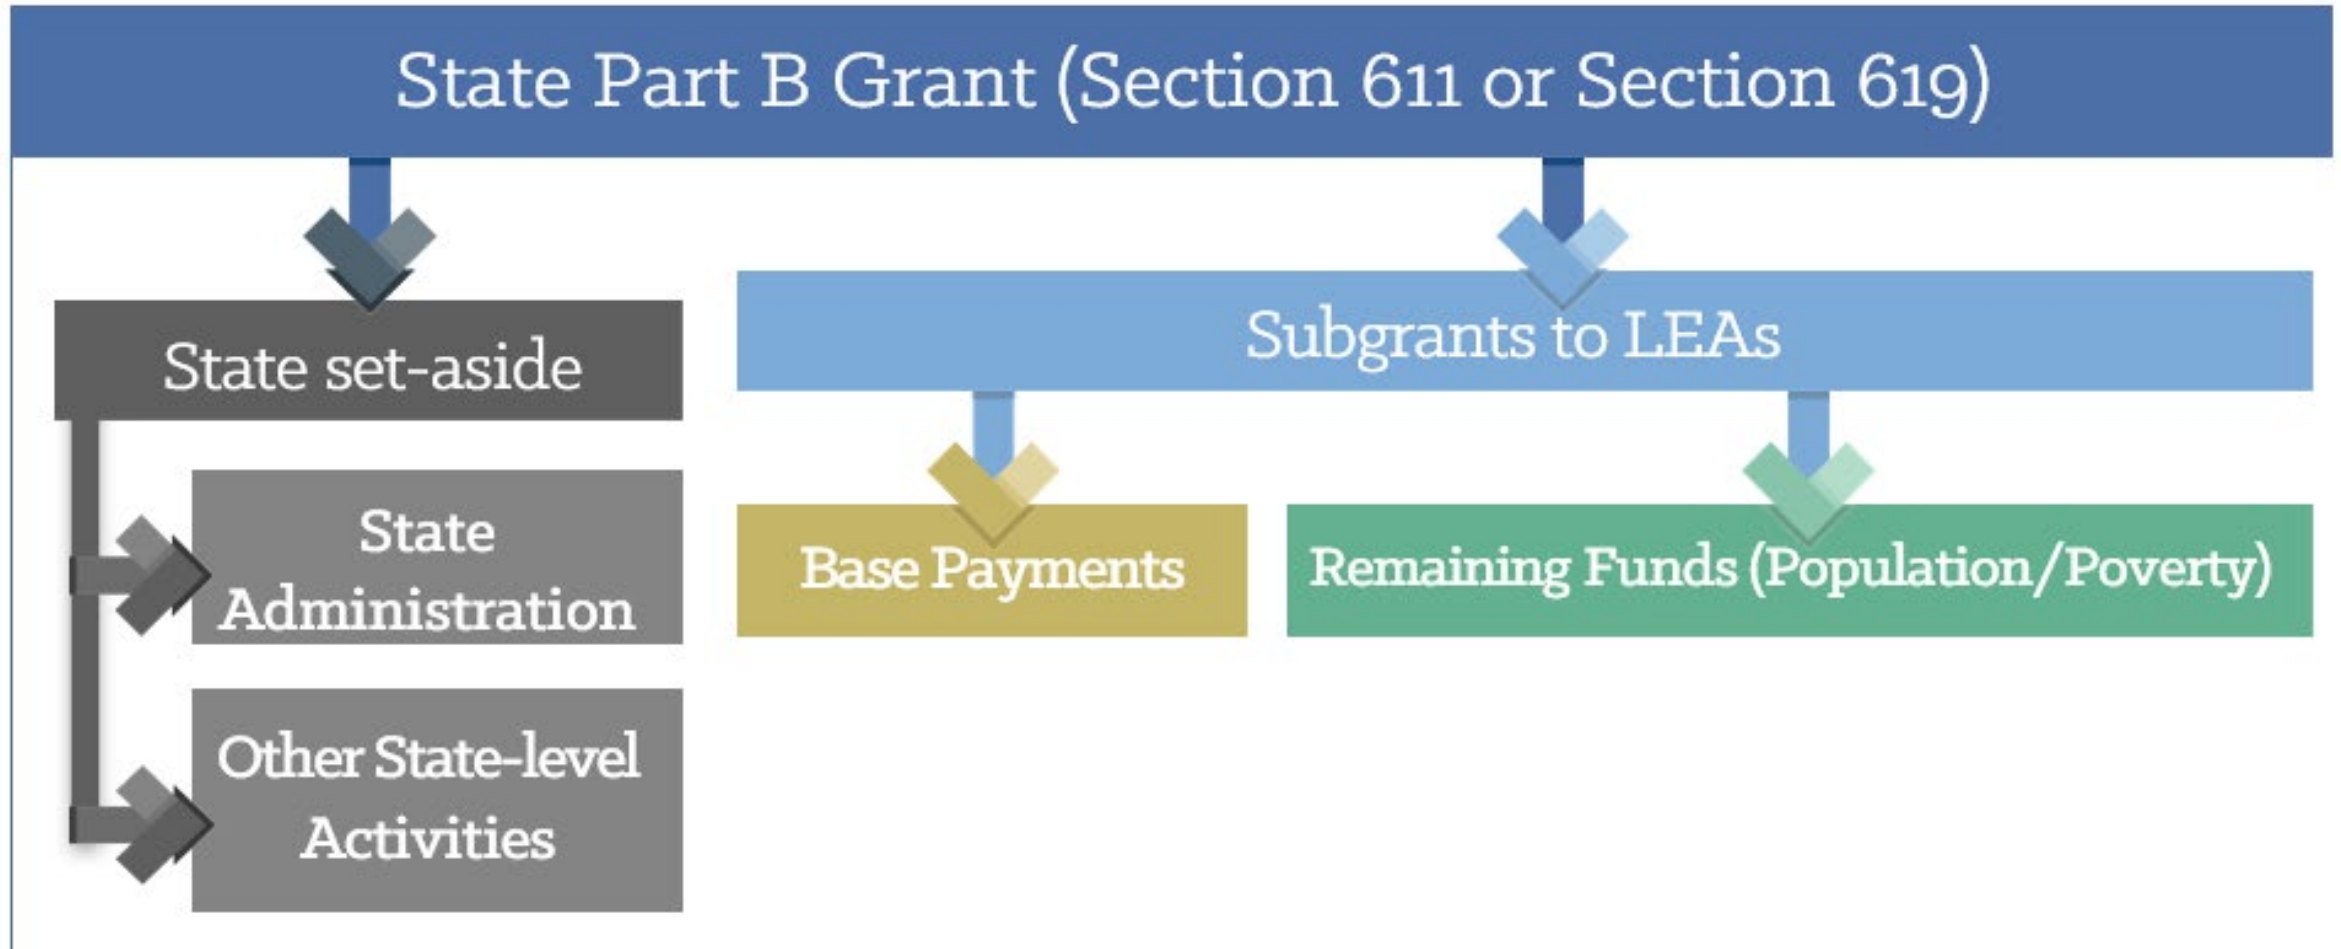 State Part B Grant (Section 611 or Section 619)
State set-aside
State
Administration
Other State-level
Activities
Subgrants to LEAs
Base Payments
Remaining Funds (Population/Poverty)